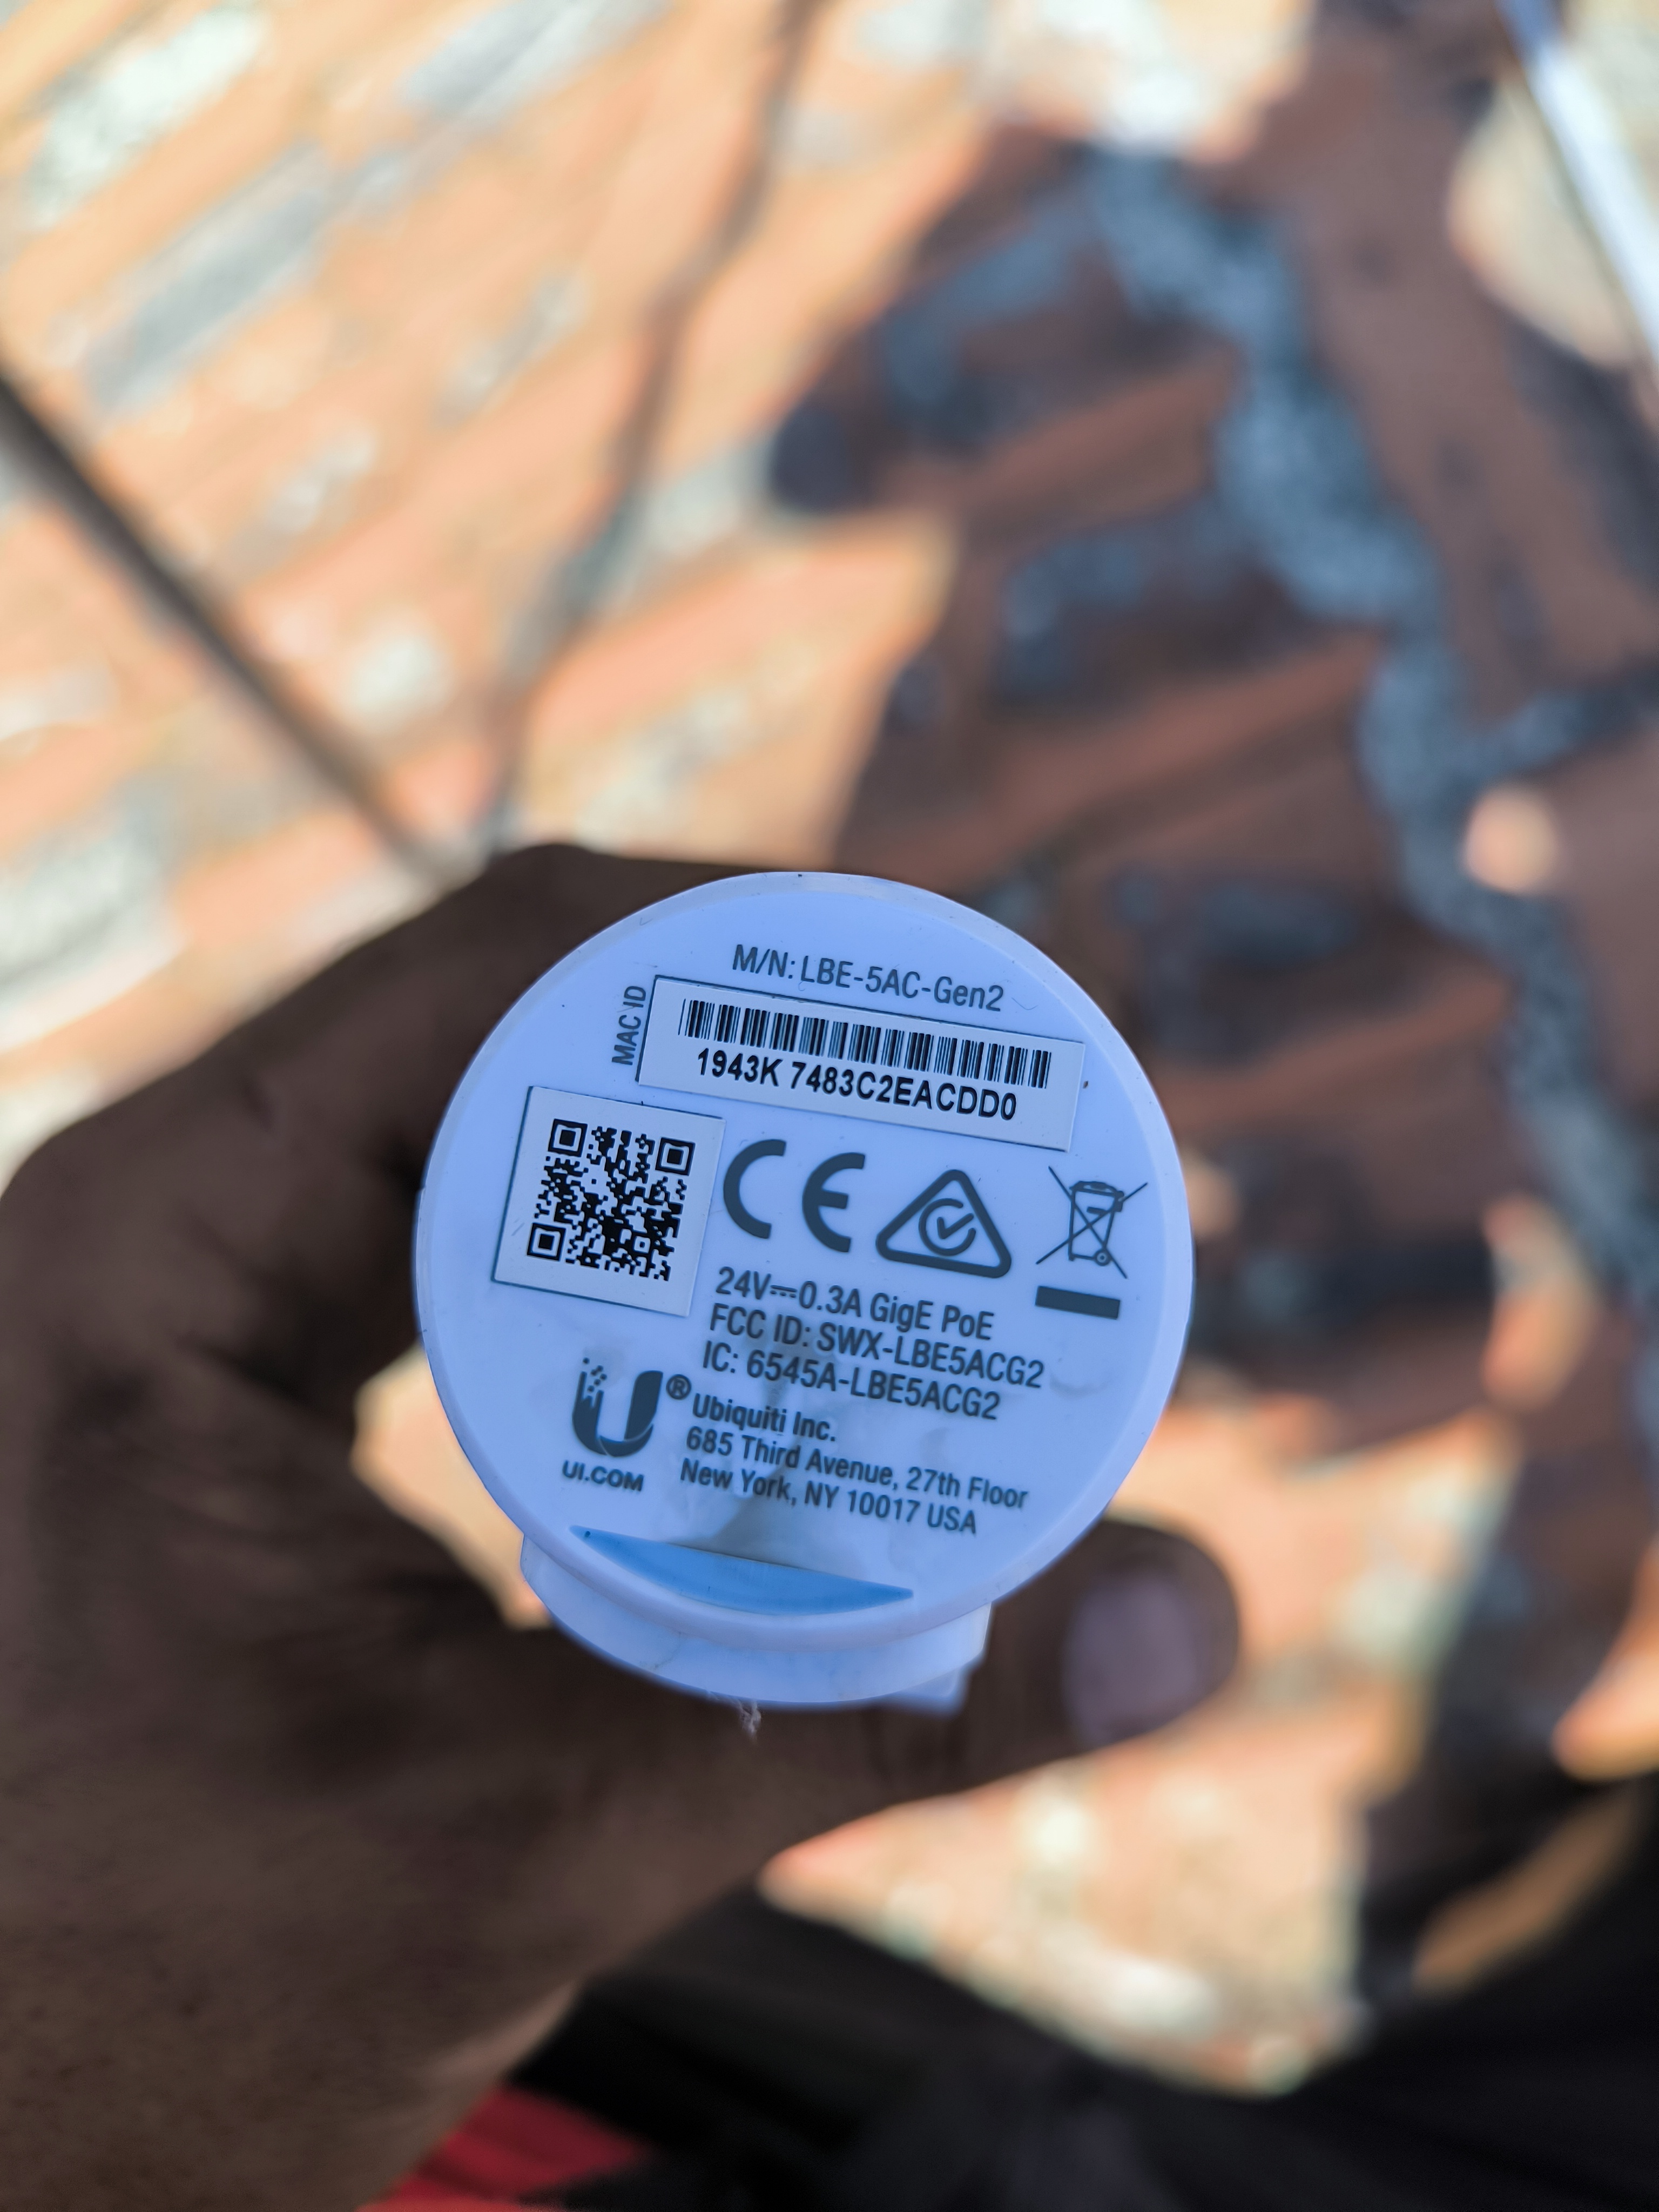 M/N: LBE-5AC-Gen2
MAC ID
1943K 7483C2EACDD0
CE
24V⎓0.3A GigE PoE
FCC ID: SWX-LBE5ACG2
IC: 6545A-LBE5ACG2
U®
UI.COM
Ubiquiti Inc.
685 Third Avenue, 27th Floor
New York, NY 10017 USA